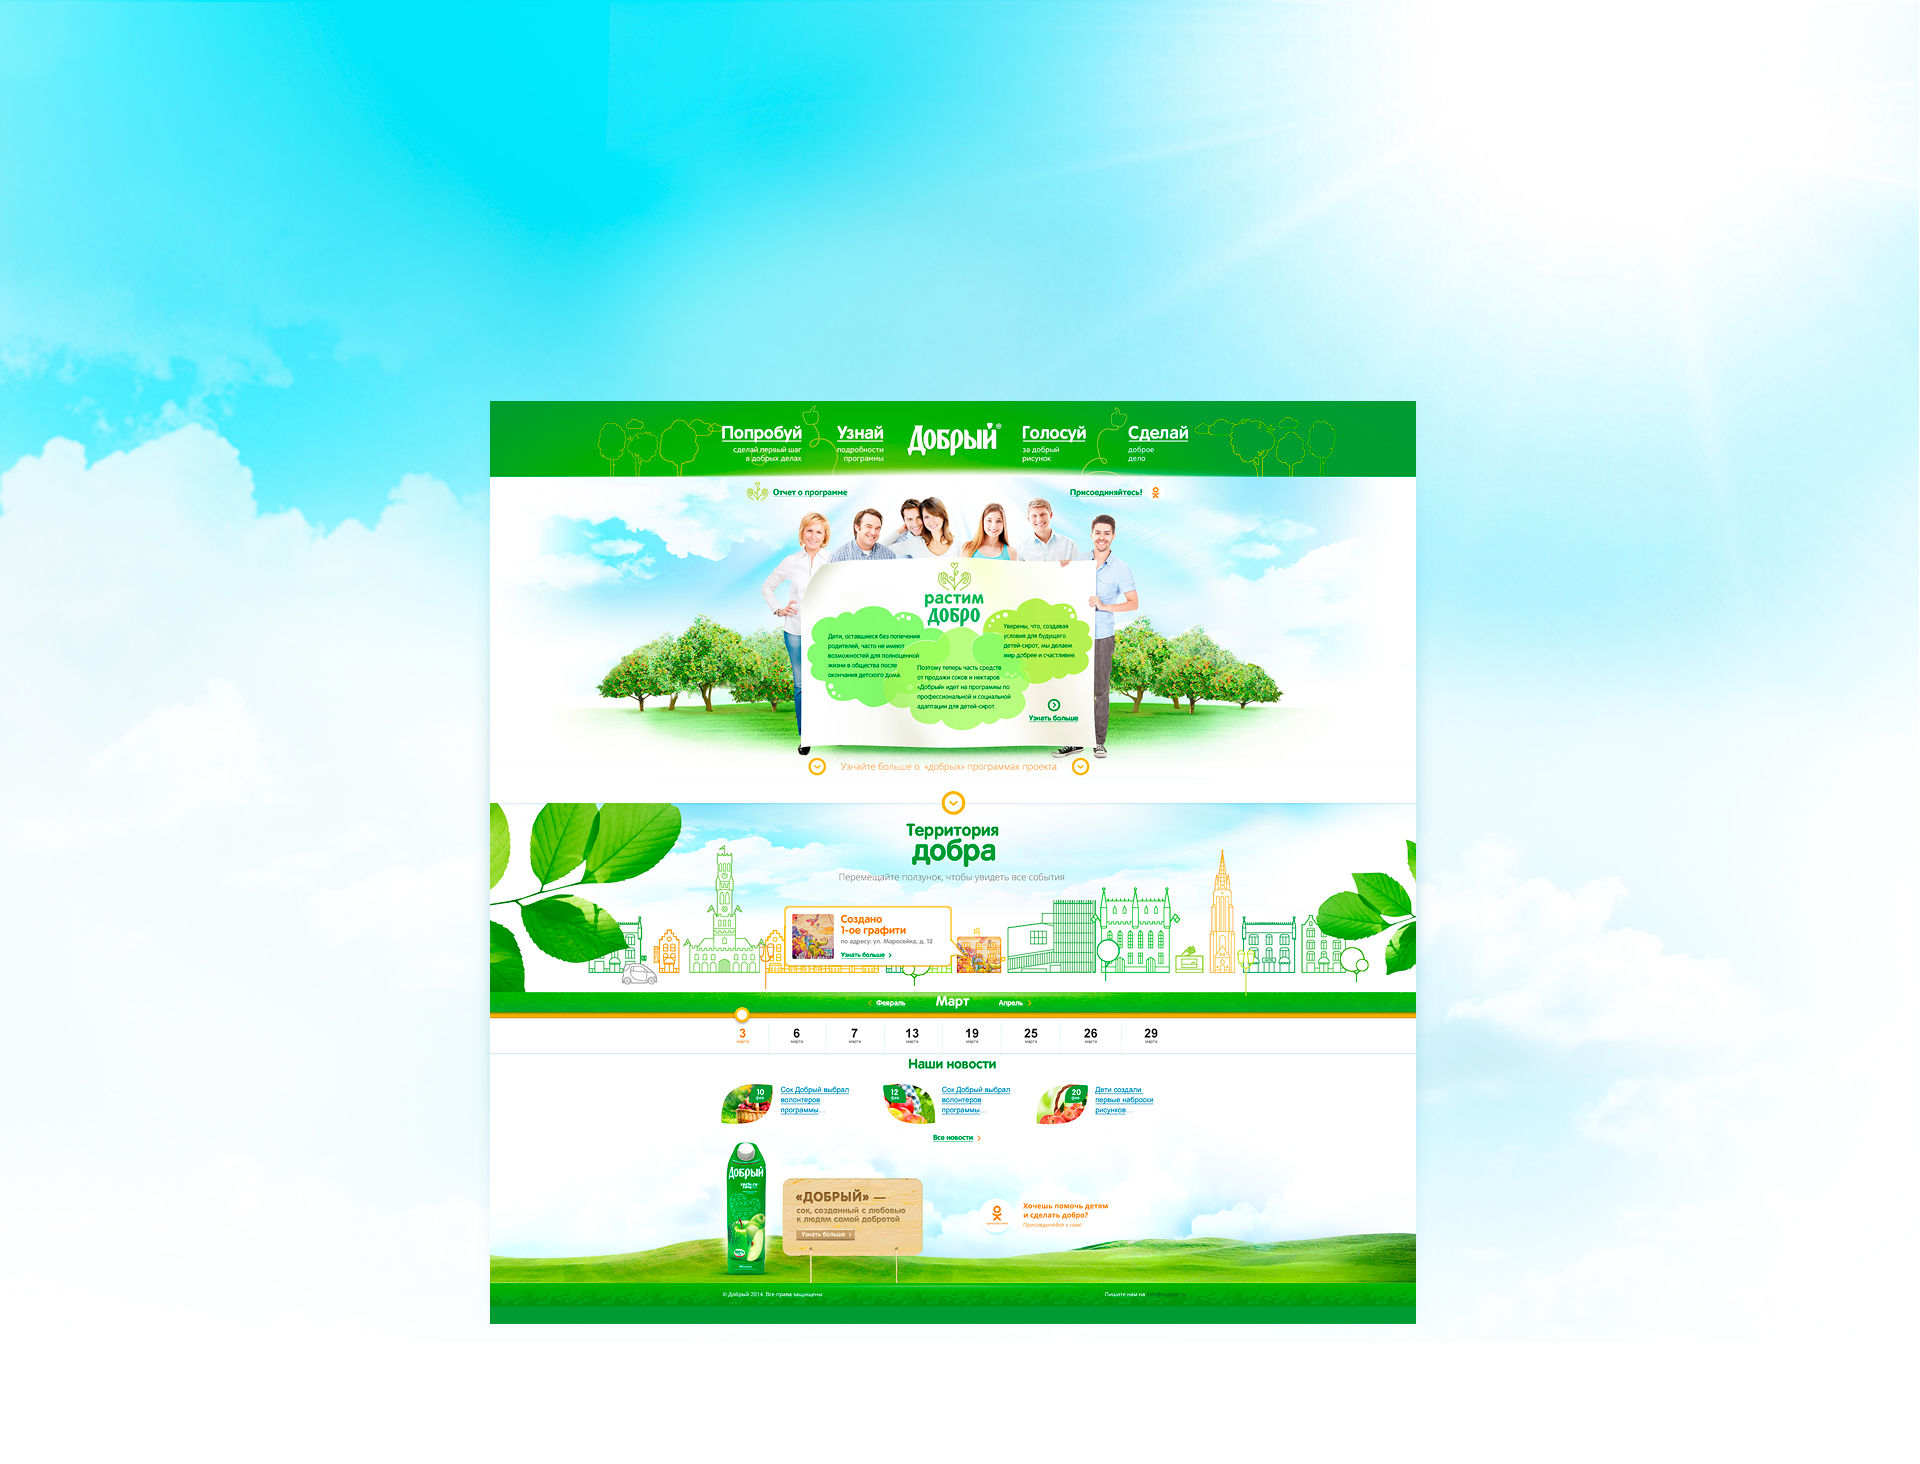 Попробуй
сделай первый шаг
в добрых делах
Узнай
подробности
программы
Добрый®
Голосуй
за добрый
рисунок
Сделай
доброе
дело
Отчет о программе
Присоединяйтесь!
растим
добро
Дети, оставшиеся без попечения
родителей, часто не имеют
возможностей для полноценной
жизни в общества после
окончания детского дома.
Поэтому теперь часть средств
от продажи соков и нектаров
«Добрый» идет на программы по
профессиональной и социальной
адаптации для детей-сирот.
Уверены, что, создавая
условия для будущего
детей-сирот, мы делаем
мир добрее и счастливее.
Узнать больше
Узнайте больше о «добрых» программах проекта
Территория
добра
Перемещайте ползунок, чтобы увидеть все события
Создано
1-ое графити
по адресу: ул. Маросейка, д. 12
Узнать больше
Февраль
Март
Апрель
3 марта
6 марта
7 марта
13 марта
19 марта
25 марта
26 марта
29 марта
Наши новости
10 фев
Сок Добрый выбрал
волонтеров
программы...
12 фев
Сок Добрый выбрал
волонтеров
программы...
20 фев
Дети создали
первые наброски
рисунков...
Все новости
Добрый
«ДОБРЫЙ» —
сок, созданный с любовью
к людям самой добротой
Узнать больше
Хочешь помочь детям
и сделать добро?
Присоединяйся к нам!
© Добрый 2014. Все права защищены
Пишите нам на